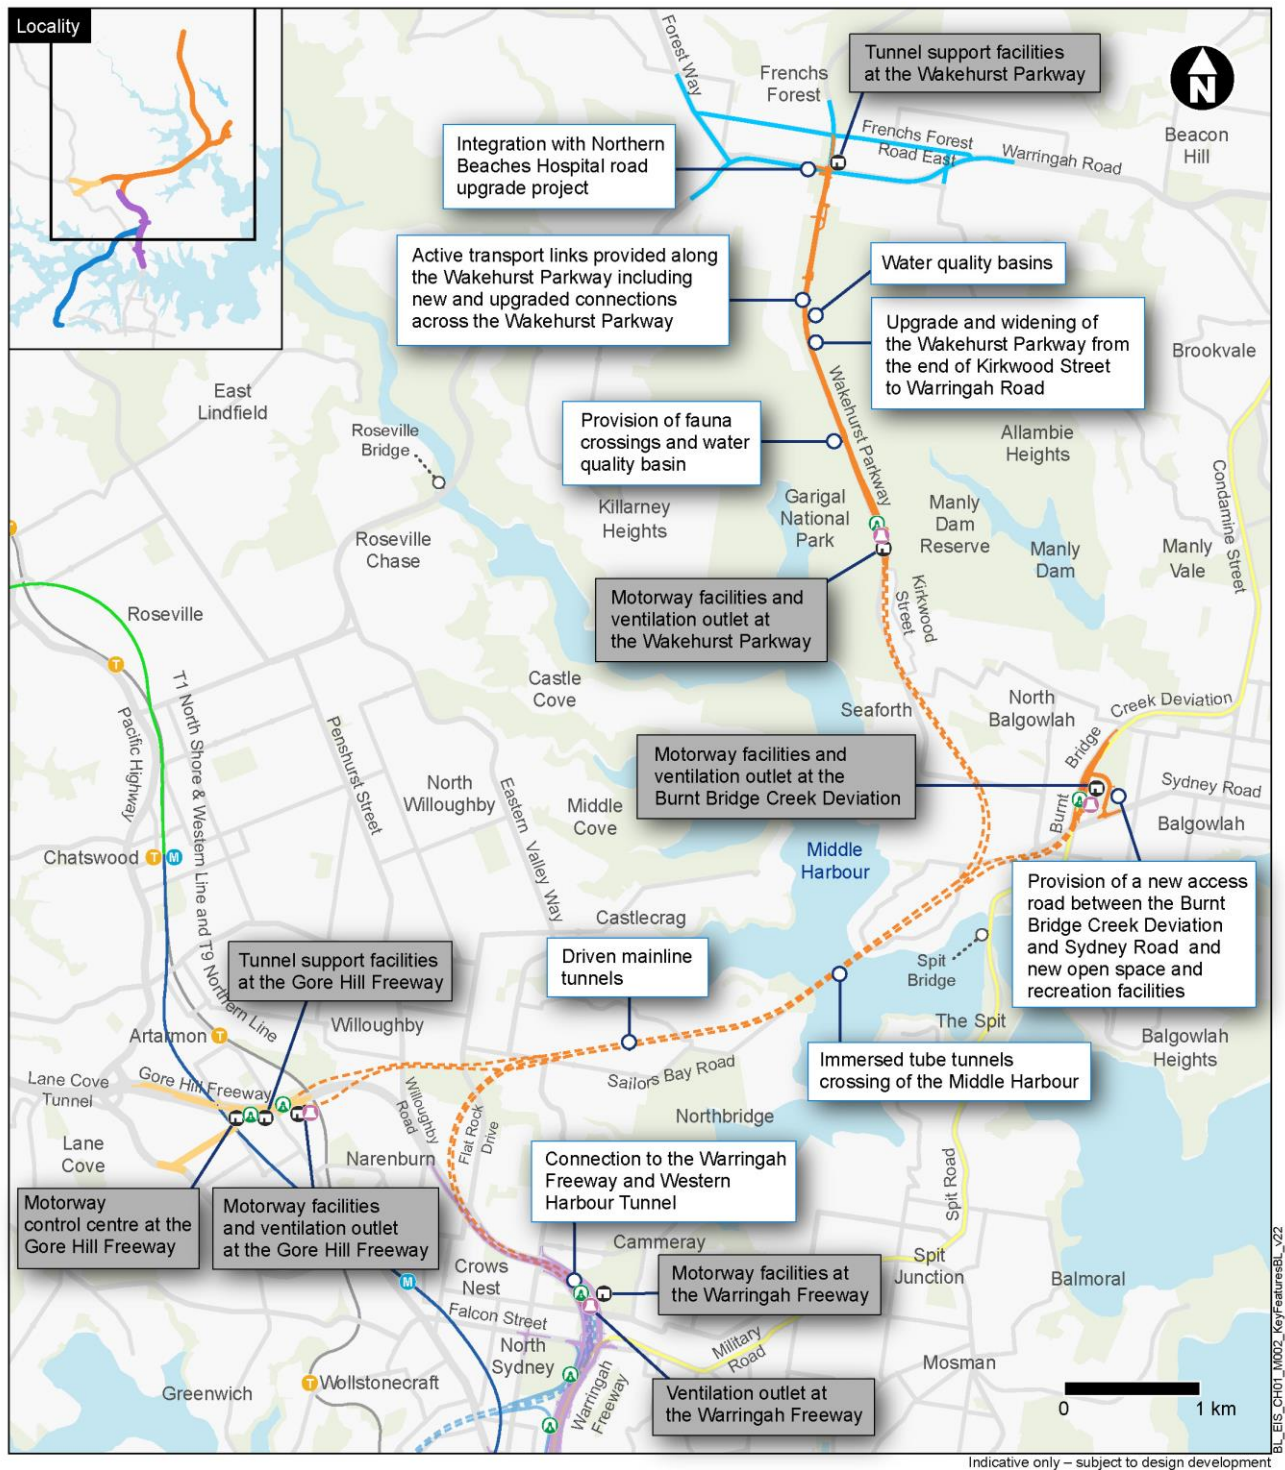 Locality
Forest Way
Frenchs
Forest
Tunnel support facilities
at the Wakehurst Parkway
N
Beacon
Hill
Frenchs Forest
Road East
Warringah Road
Integration with Northern
Beaches Hospital road
upgrade project
Active transport links provided along
the Wakehurst Parkway including
new and upgraded connections
across the Wakehurst Parkway
Water quality basins
Upgrade and widening of
the Wakehurst Parkway from
the end of Kirkwood Street
to Warringah Road
Brookvale
East
Lindfield
Wakehurst Parkway
Roseville
Bridge
Provision of fauna
crossings and water
quality basin
Allambie
Heights
Condamine Street
Killarney
Heights
Garigal
National
Park
Manly
Dam
Reserve
Manly
Dam
Manly
Vale
Roseville
Chase
T
Roseville
Motorway facilities and
ventilation outlet at
the Wakehurst Parkway
Kirkwood
Street
T
T1 North Shore & Western Line and T9 Northern Line
Pacific Highway
Penshurst Street
Castle
Cove
Seaforth
North
Balgowlah
Burnt
Bridge
Creek Deviation
Motorway facilities and
ventilation outlet at the
Burnt Bridge Creek Deviation
North
Willoughby
Eastern Valley Way
Middle
Cove
Sydney Road
Balgowlah
Chatswood
T
M
Middle
Harbour
Provision of a new access
road between the Burnt
Bridge Creek Deviation
and Sydney Road and
new open space and
recreation facilities
Castlecrag
Driven mainline
tunnels
Spit
Bridge
Tunnel support facilities
at the Gore Hill Freeway
Willoughby
The Spit
Balgowlah
Heights
Artarmon
T
Immersed tube tunnels
crossing of the Middle Harbour
Sailors Bay Road
Lane Cove
Tunnel
Gore Hill Freeway
Willoughby
Road
Flat Rock
Drive
Northbridge
Lane
Cove
Narenburn
Connection to the Warringah
Freeway and Western
Harbour Tunnel
Spit Road
Motorway
control centre at the
Gore Hill Freeway
Motorway facilities
and ventilation outlet
at the Gore Hill Freeway
Cammeray
Crows
Nest
M
Motorway facilities at
the Warringah Freeway
Spit
Junction
Balmoral
Falcon Street
North
Sydney
Military
Road
Mosman
Warringah
Freeway
Ventilation outlet at
the Warringah Freeway
Greenwich
T
Wollstonecraft
0
1 km
BL_EIS_CH01_M002_KeyFeaturesBL_v22
Indicative only – subject to design development